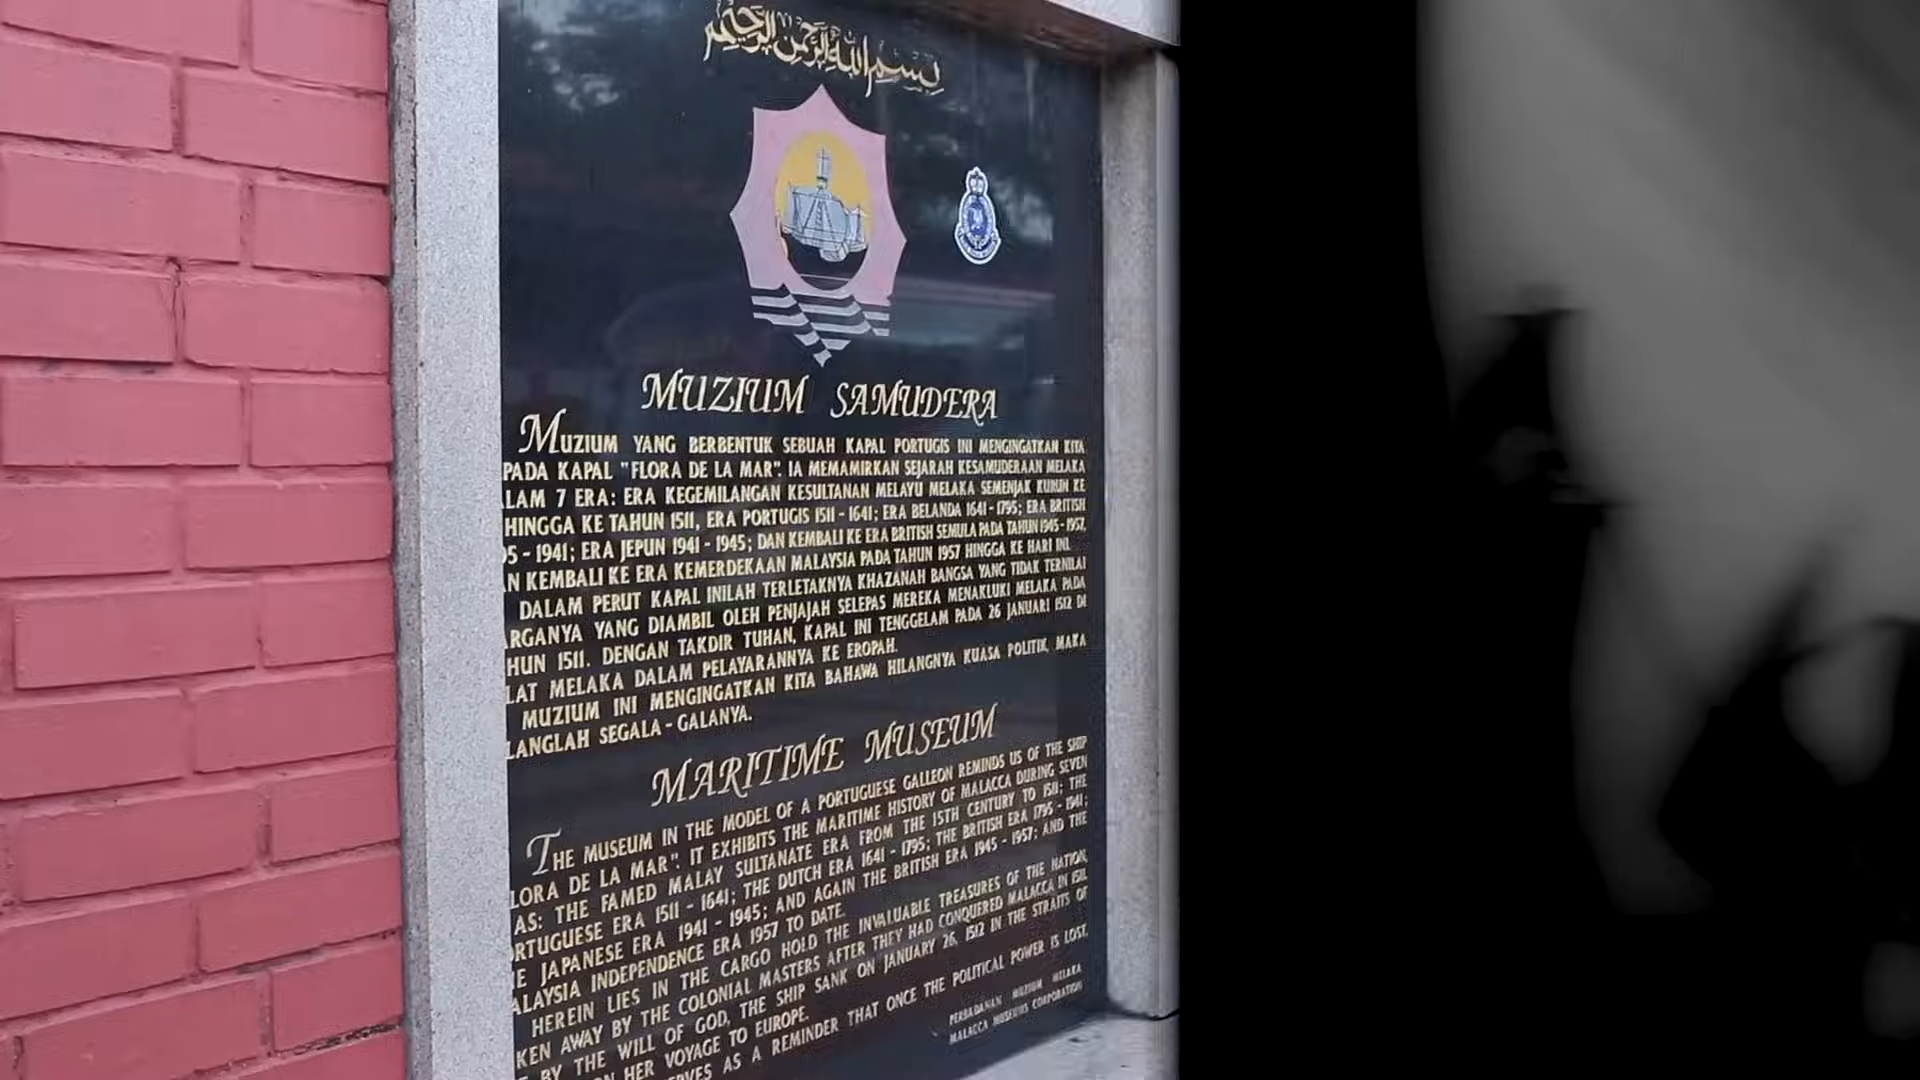 بسم الله الرحمن الرحيم
MUZIUM SAMUDERA
MUZIUM YANG BERBENTUK SEBUAH KAPAL PORTUGIS INI MENGINGATKAN KITA
PADA KAPAL "FLORA DE LA MAR". IA MEMAMIRKAN SEJARAH KESAMUDERAAN MELAKA
LAM 7 ERA: ERA KEGEMILANGAN KESULTANAN MELAYU MELAKA SEMENJAK KURUN KE
HINGGA KE TAHUN 1511, ERA PORTUGIS 1511 - 1641; ERA BELANDA 1641 - 1795; ERA BRITISH
95 - 1941; ERA JEPUN 1941 - 1945; DAN KEMBALI KE ERA BRITISH SEMULA PADA TAHUN 1945 - 1957,
N KEMBALI KE ERA KEMERDEKAAN MALAYSIA PADA TAHUN 1957 HINGGA KE HARI INI.
DALAM PERUT KAPAL INILAH TERLETAKNYA KHAZANAH BANGSA YANG TIDAK TERNILAI
ARGANYA YANG DIAMBIL OLEH PENJAJAH SELEPAS MEREKA MENAKLUKI MELAKA PADA
HUN 1511. DENGAN TAKDIR TUHAN, KAPAL INI TENGGELAM PADA 26 JANUARI 1512 DI
LAT MELAKA DALAM PELAYARANNYA KE EROPAH.
MUZIUM INI MENGINGATKAN KITA BAHAWA HILANGNYA KUASA POLITIK, MAKA
LANGLAH SEGALA - GALANYA.
MARITIME MUSEUM
THE MUSEUM IN THE MODEL OF A PORTUGUESE GALLEON REMINDS US OF THE SHIP
LORA DE LA MAR". IT EXHIBITS THE MARITIME HISTORY OF MALACCA DURING SEVEN
AS: THE FAMED MALAY SULTANATE ERA FROM THE 15TH CENTURY TO 1511; THE
RTUGUESE ERA 1511 - 1641; THE DUTCH ERA 1641 - 1795; THE BRITISH ERA 1795 - 1941;
E JAPANESE ERA 1941 - 1945; AND AGAIN THE BRITISH ERA 1945 - 1957; AND THE
ALAYSIA INDEPENDENCE ERA 1957 TO DATE.
HEREIN LIES IN THE CARGO HOLD THE INVALUABLE TREASURES OF THE NATION,
KEN AWAY BY THE COLONIAL MASTERS AFTER THEY HAD CONQUERED MALACCA IN 1511.
BY THE WILL OF GOD, THE SHIP SANK ON JANUARY 26, 1512 IN THE STRAITS OF
ON HER VOYAGE TO EUROPE.
RVES AS A REMINDER THAT ONCE THE POLITICAL POWER IS LOST,
PERBADANAN MUZIUM MELAKA
MALACCA MUSEUMS CORPORATION